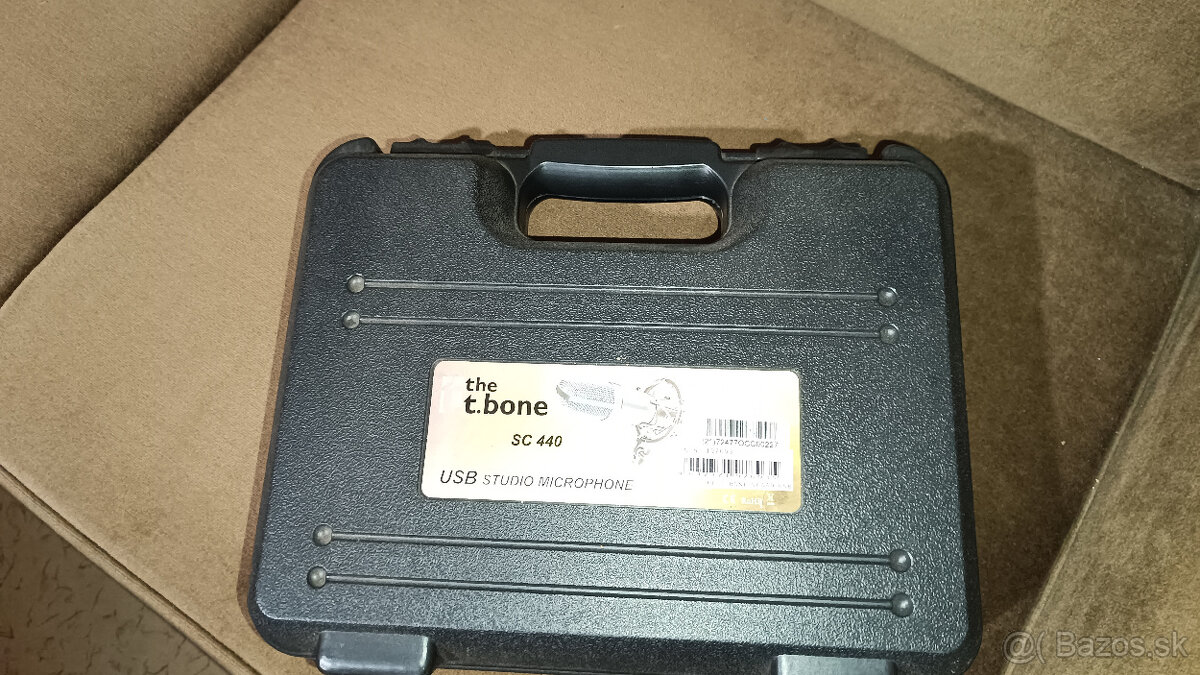 the
t.bone
SC 440
USB STUDIO MICROPHONE
Bazos.sk